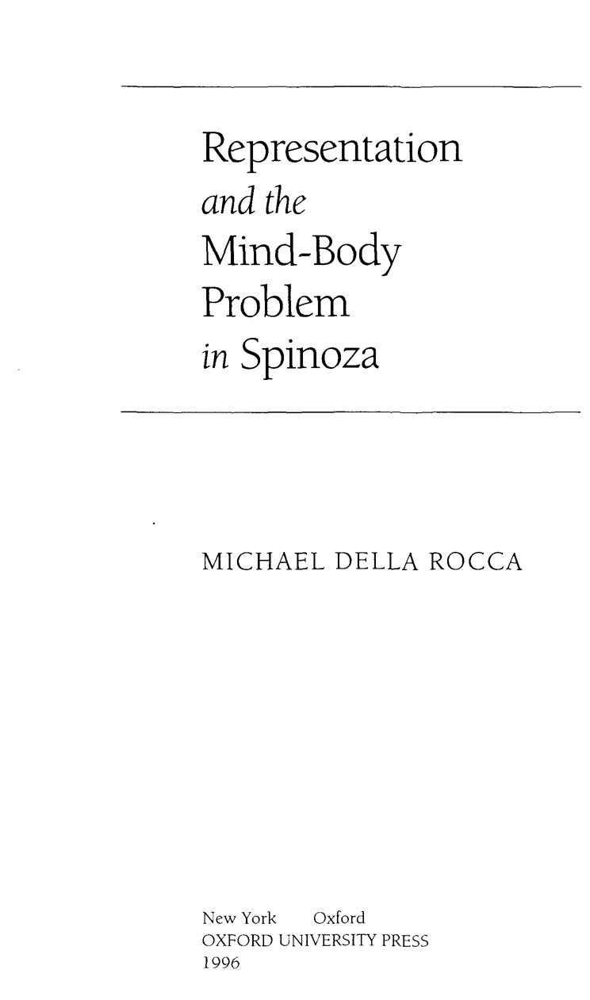 Representation
and the
Mind-Body
Problem
in Spinoza
MICHAEL DELLA ROCCA
New York Oxford
OXFORD UNIVERSITY PRESS
1996